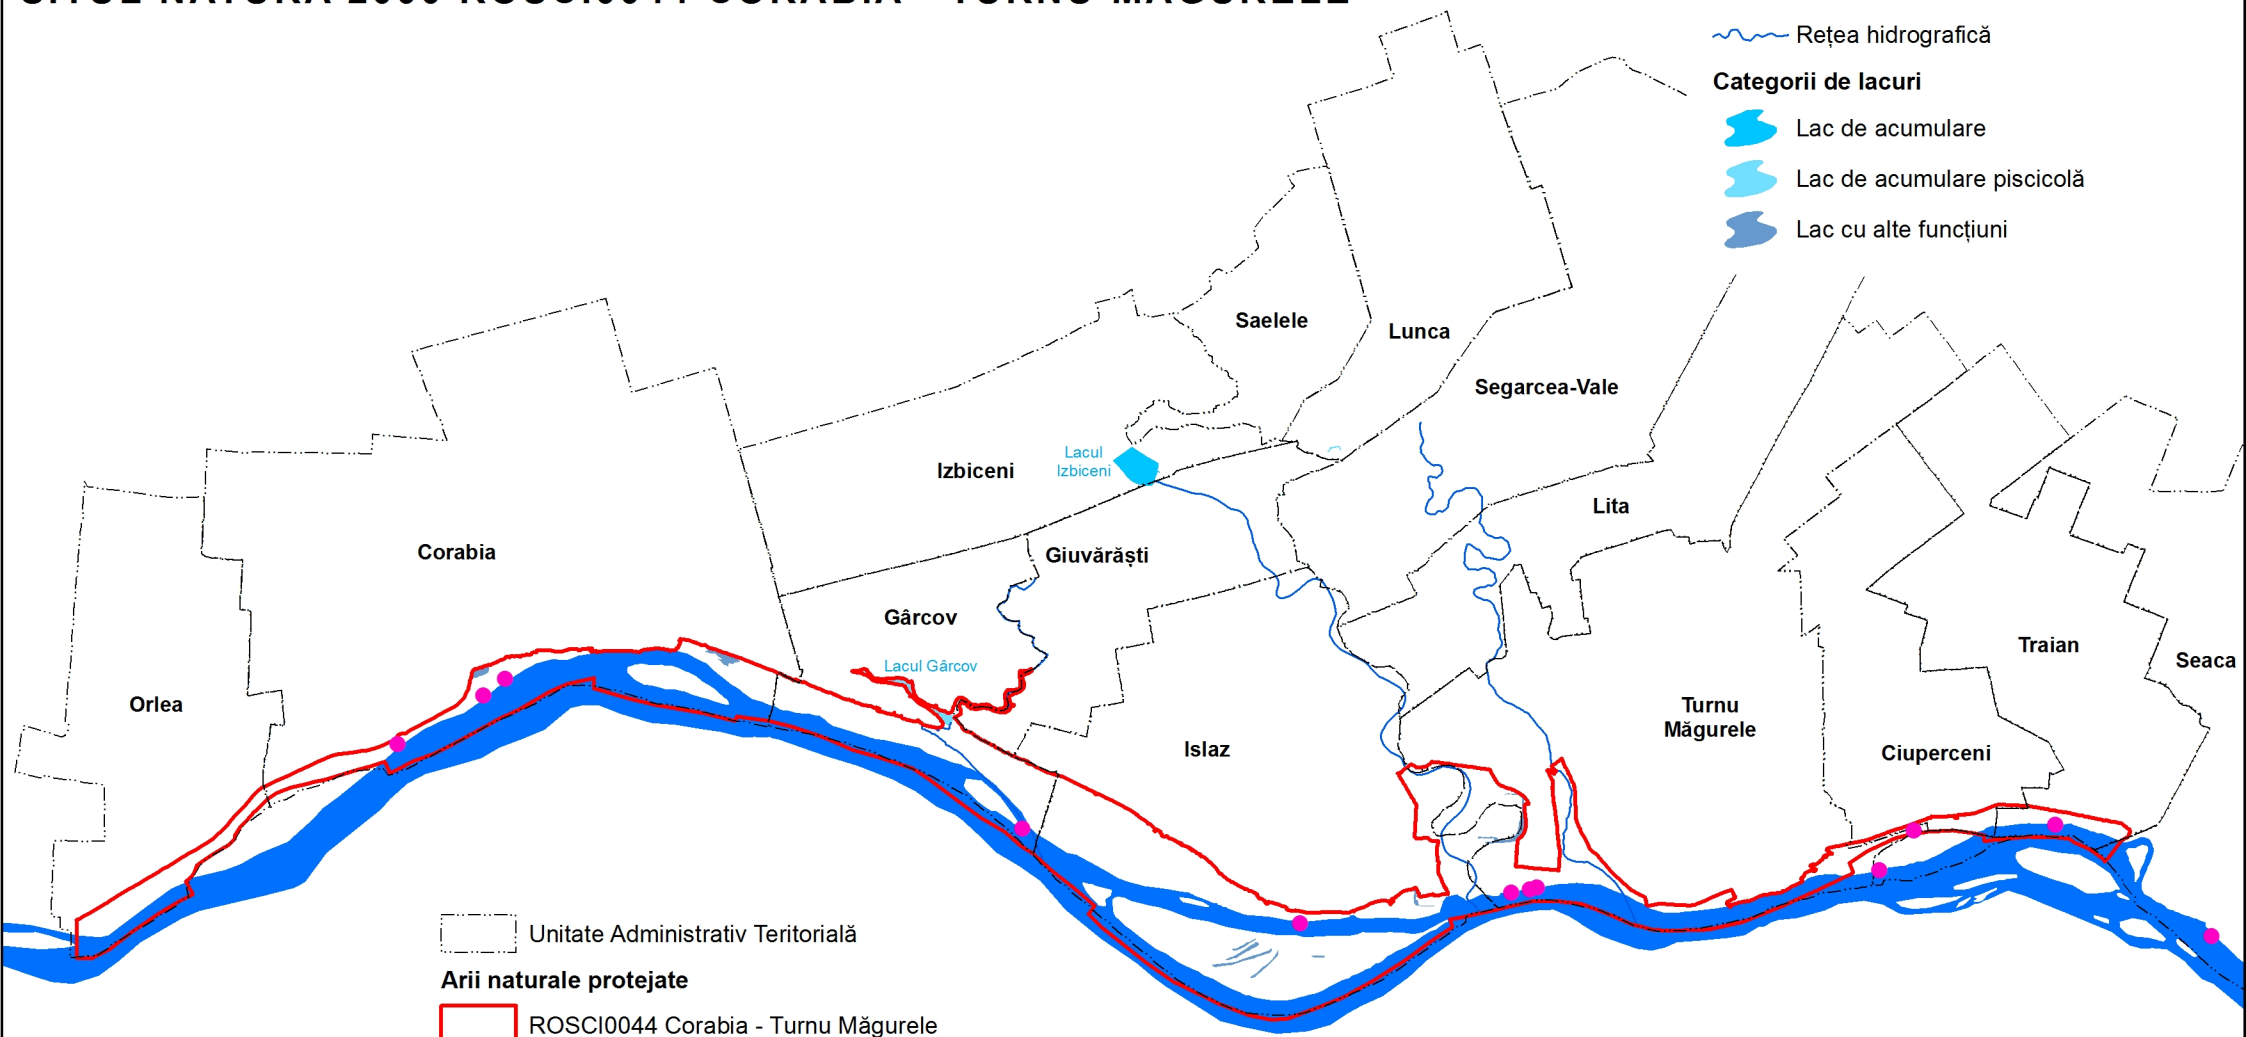 Rețea hidrografică
Categorii de lacuri
Lac de acumulare
Lac de acumulare piscicolă
Lac cu alte funcțiuni
Saelele
Lunca
Segarcea-Vale
Lacul
Izbiceni
Izbiceni
Lita
Corabia
Giuvărăști
Gârcov
Lacul Gârcov
Traian
Seaca
Orlea
Turnu
Măgurele
Islaz
Ciuperceni
Unitate Administrativ Teritorială
Arii naturale protejate
ROSCI0044 Corabia - Turnu Măgurele